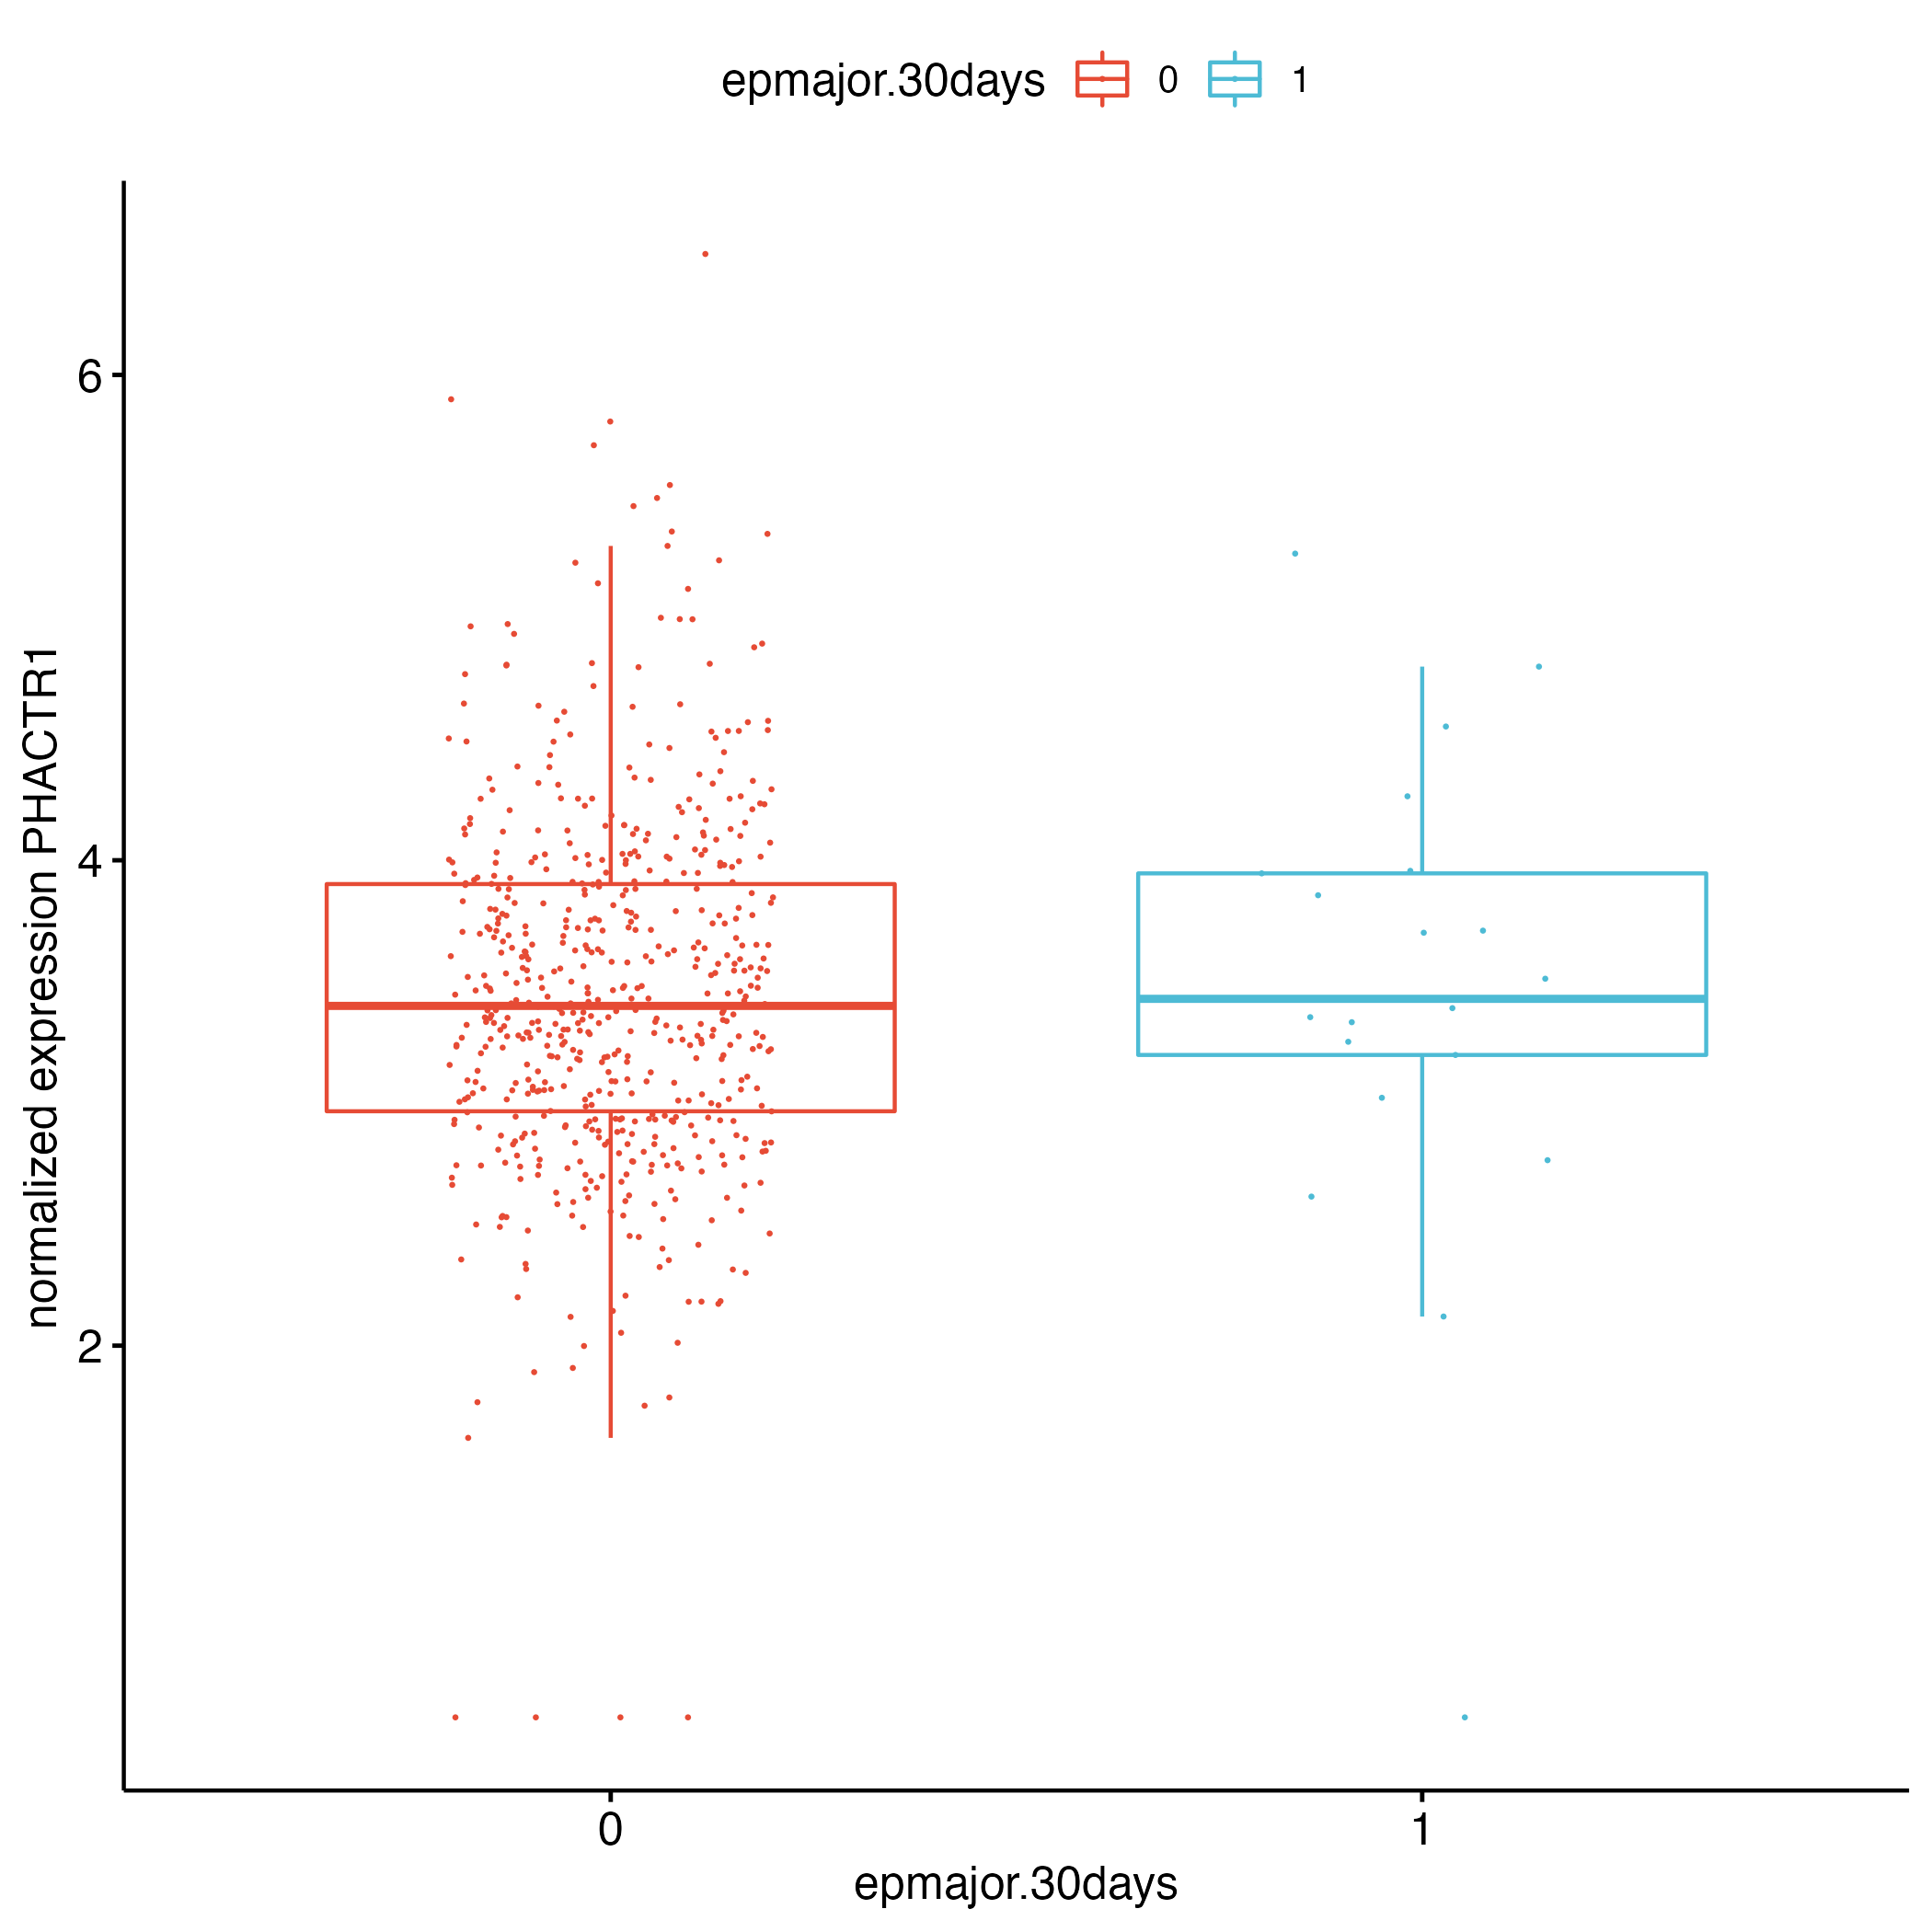 epmajor.30days 0 1
normalized expression PHACTR1
6
4
2
0 1
epmajor.30days